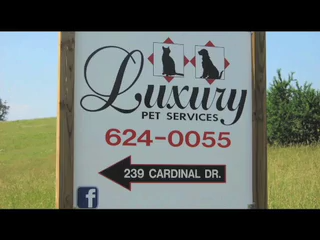 Luxury
PET SERVICES
624-0055
239 CARDINAL DR.
f